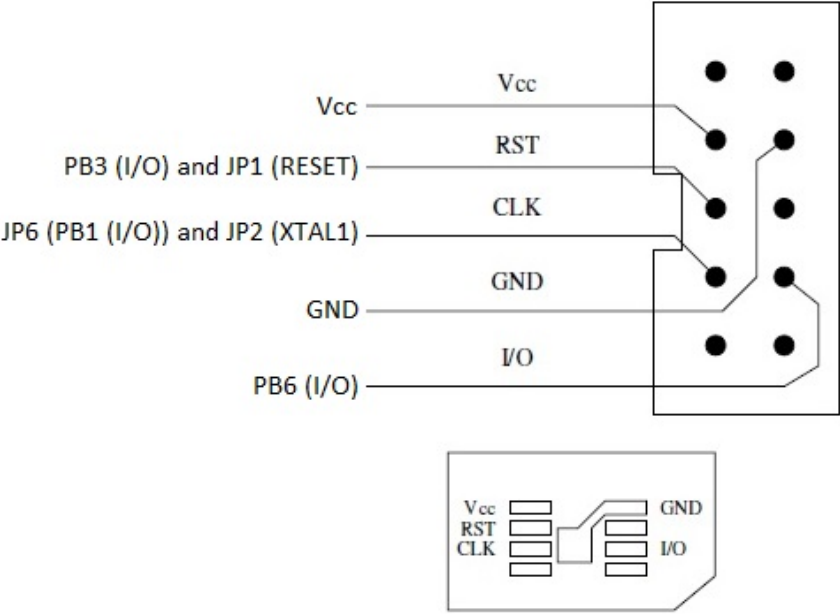 Vcc
Vcc
RST
PB3 (I/O) and JP1 (RESET)
CLK
JP6 (PB1 (I/O)) and JP2 (XTAL1)
GND
GND
I/O
PB6 (I/O)
Vcc GND
RST
CLK I/O